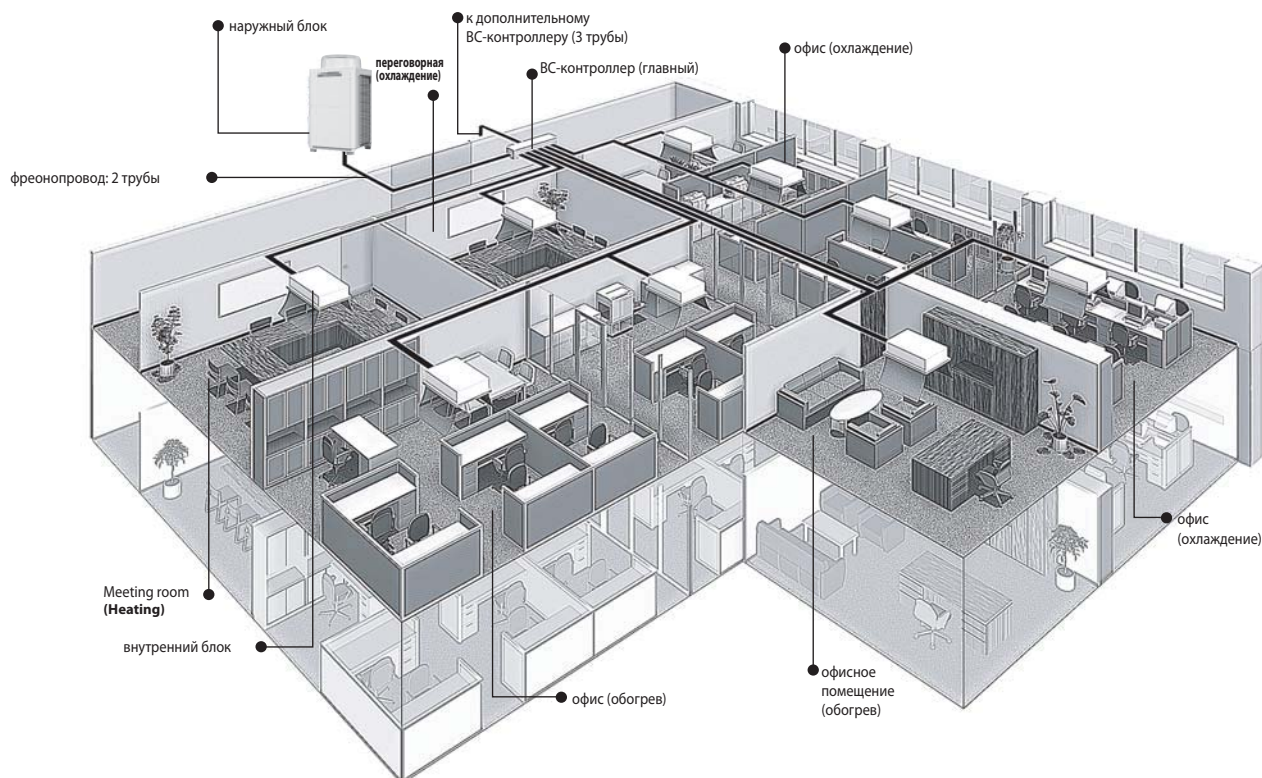 наружный блок
к дополнительному
ВС-контроллеру (3 трубы)
офис (охлаждение)
переговорная
(охлаждение)
ВС-контроллер (главный)
фреонопровод: 2 трубы
офис
(охлаждение)
Meeting room
(Heating)
внутренний блок
офисное
помещение
(обогрев)
офис (обогрев)